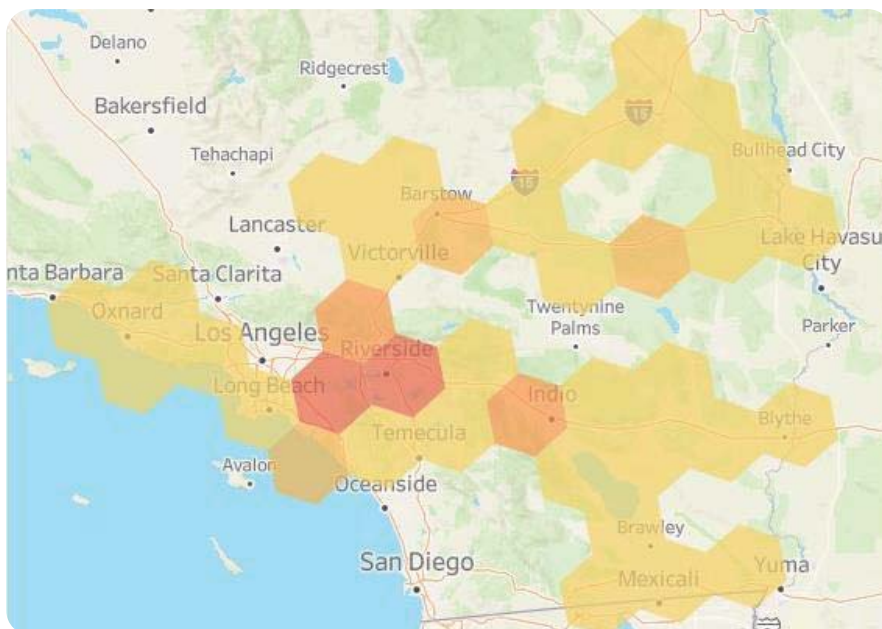 Delano
Ridgecrest
Bakersfield
15
Tehachapi
Bullhead City
15
Barstow
Lancaster
Lake Havasu
City
Victorville
nta Barbara
Santa Clarita
Oxnard
Twentynine
Palms
Los Angeles
Parker
Riverside
Long Beach
Indio
Blythe
Temecula
Avalon
Oceanside
Brawley
San Diego
Yuma
Mexicali